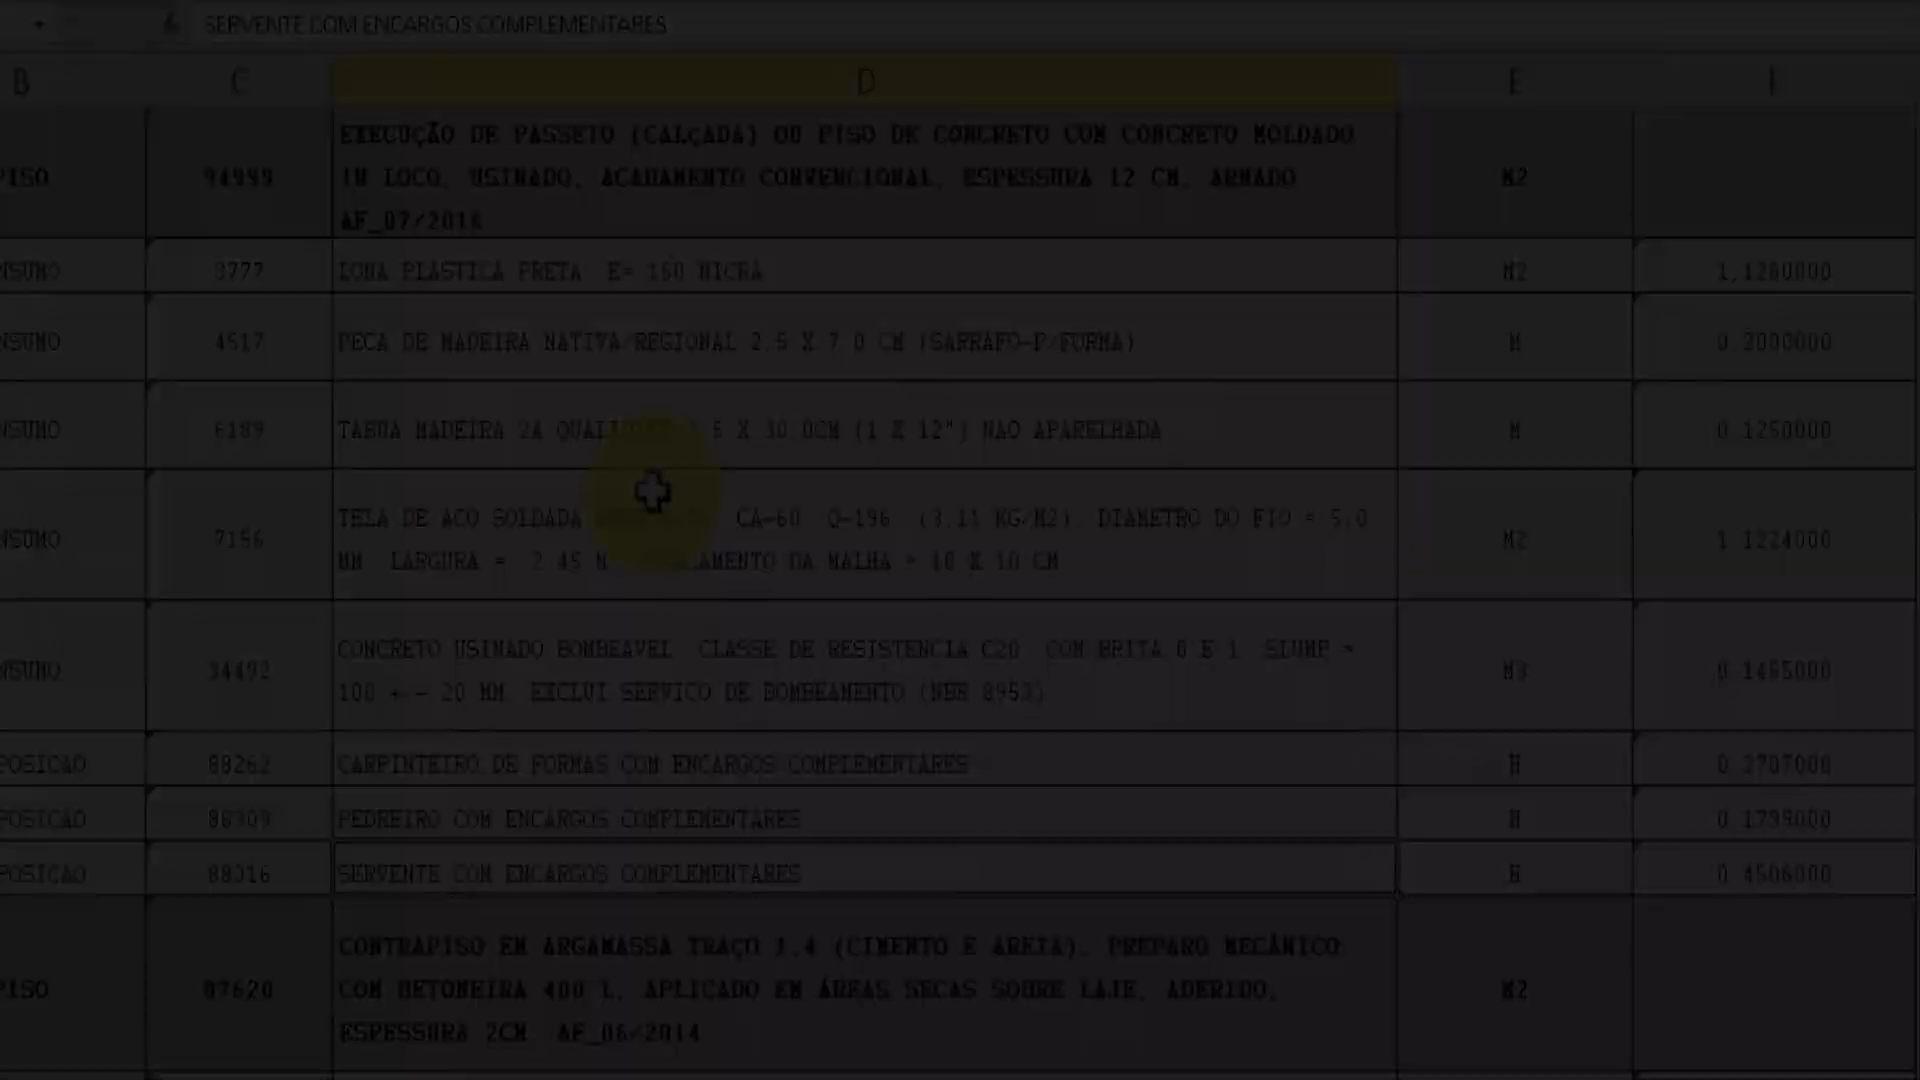 SERVENTE COM ENCARGOS COMPLEMENTARES
B C D E F
EXECUÇÃO DE PASSEIO (CALÇADA) OU PISO DE CONCRETO COM CONCRETO MOLDADO
PISO 94999 IN LOCO, USINADO, ACABAMENTO CONVENCIONAL, ESPESSURA 12 CM, ARMADO M2
AF_07/2016
NSUMO 3777 LONA PLASTICA PRETA E= 150 MICRA M2
NSUMO 4517 PECA DE MADEIRA NATIVA/REGIONAL 2,5 X 7,0 CM (SARRAFO-P/FORMA) M 0,2000000
NSUMO 6189 TABUA MADEIRA 2A 5 X 30,0CM (1 X 12") NAO APARELHADA M 0,1250000
TELA DE ACO SOLDADA CA-60 Q-196 (3,11 KG/M2) DIAMETRO DO FIO = 5,0
NSUMO 7156 M2 1,1224000
MM LARGURA = 2,45 M DA MALHA = 10 X 10 CM
CONCRETO USINADO BOMBEAVEL CLASSE DE RESISTENCIA C20 COM BRITA 0 E 1 SLUMP =
NSUMO 34492 M3
100 +/- 20 MM EXCLUI SERVICO DE BOMBEAMENTO (NBR 8953)
POSICAO 88262 CARPINTEIRO DE FORMAS COM ENCARGOS COMPLEMENTARES H 0,2707000
POSICAO 88309 PEDREIRO COM ENCARGOS COMPLEMENTARES H
POSICAO 88316 SERVENTE COM ENCARGOS COMPLEMENTARES H 0,4506000
CONTRAPISO EM ARGAMASSA TRAÇO 1:4 (CIMENTO E AREIA), PREPARO MECÂNICO
PISO 87620 COM BETONEIRA 400 L, APLICADO EM ÁREAS SECAS SOBRE LAJE, ADERIDO, M2
ESPESSURA 2CM. AF_06/2014